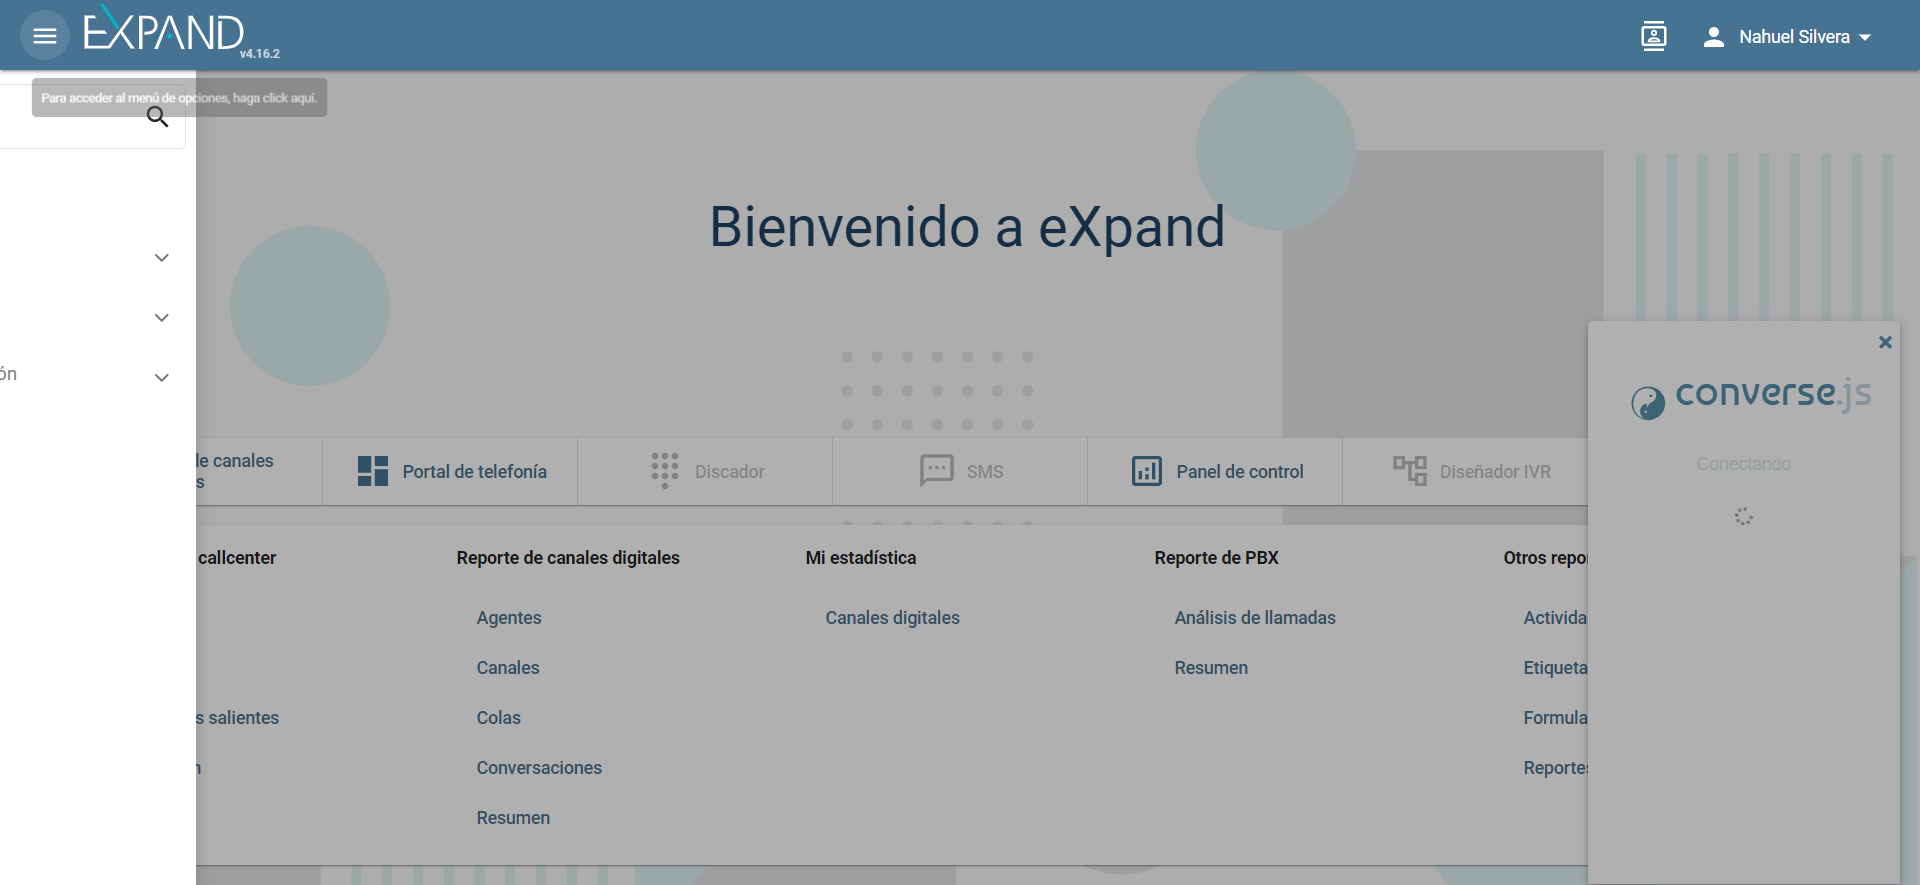 EXPAND
v4.16.2
Nahuel Silvera
Para acceder al menú de opciones, haga click aquí.
Bienvenido a eXpand
ón
converse.js
Conectando
de canales
s
Portal de telefonía
Discador
SMS
Panel de control
Diseñador IVR
callcenter
Reporte de canales digitales
Mi estadística
Reporte de PBX
Otros repo
Agentes
Canales digitales
Análisis de llamadas
Activida
Canales
Resumen
Etiqueta
s salientes
Colas
Formula
n
Conversaciones
Reportes
Resumen